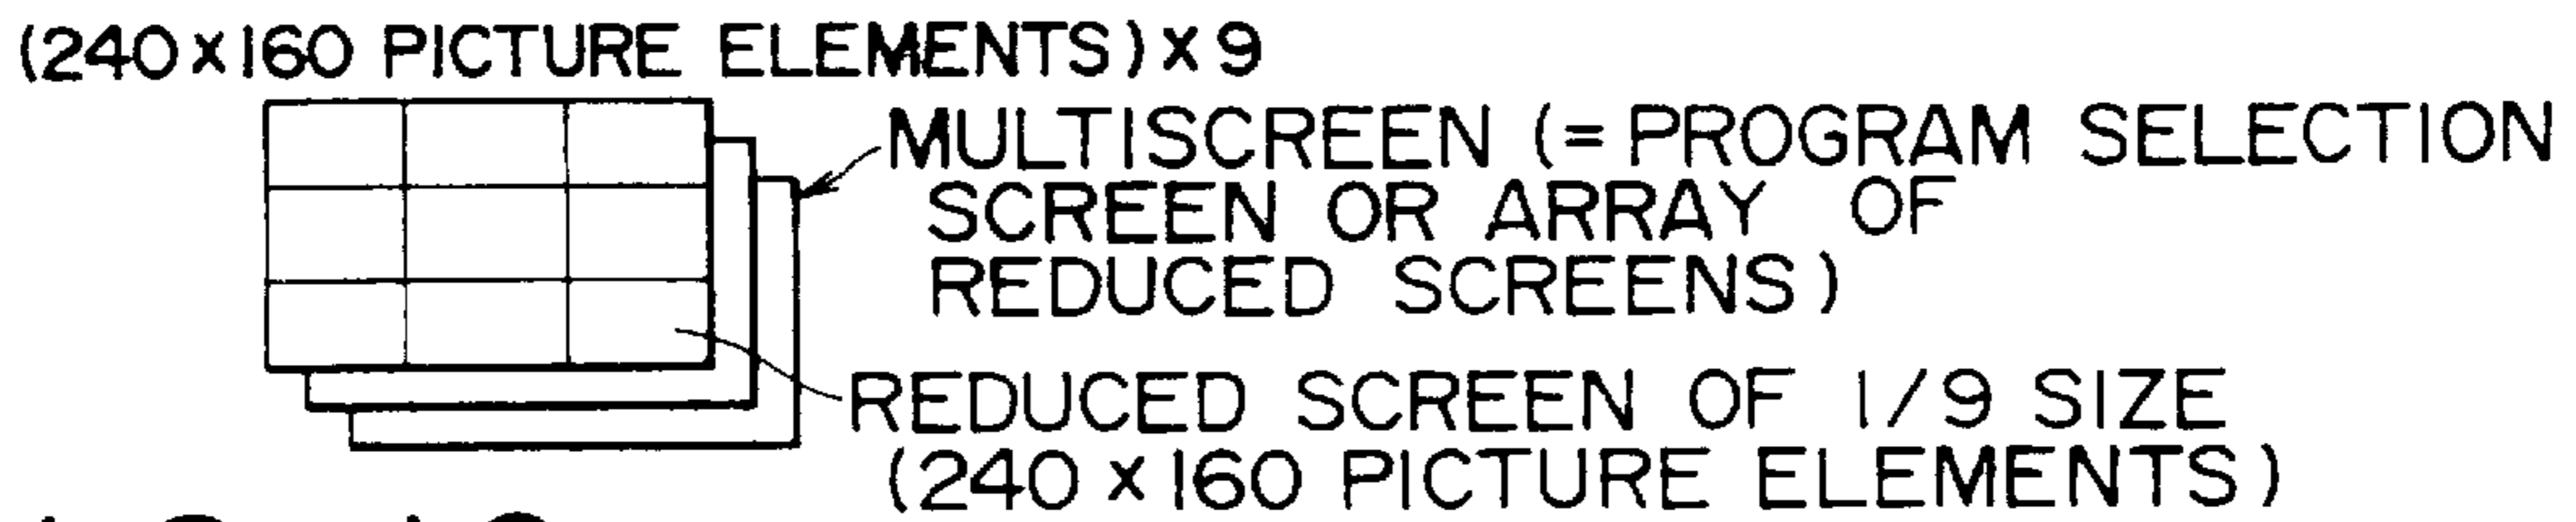 (240×160 PICTURE ELEMENTS)×9
MULTISCREEN (= PROGRAM SELECTION
SCREEN OR ARRAY OF
REDUCED SCREENS)
REDUCED SCREEN OF 1/9 SIZE
(240×160 PICTURE ELEMENTS)